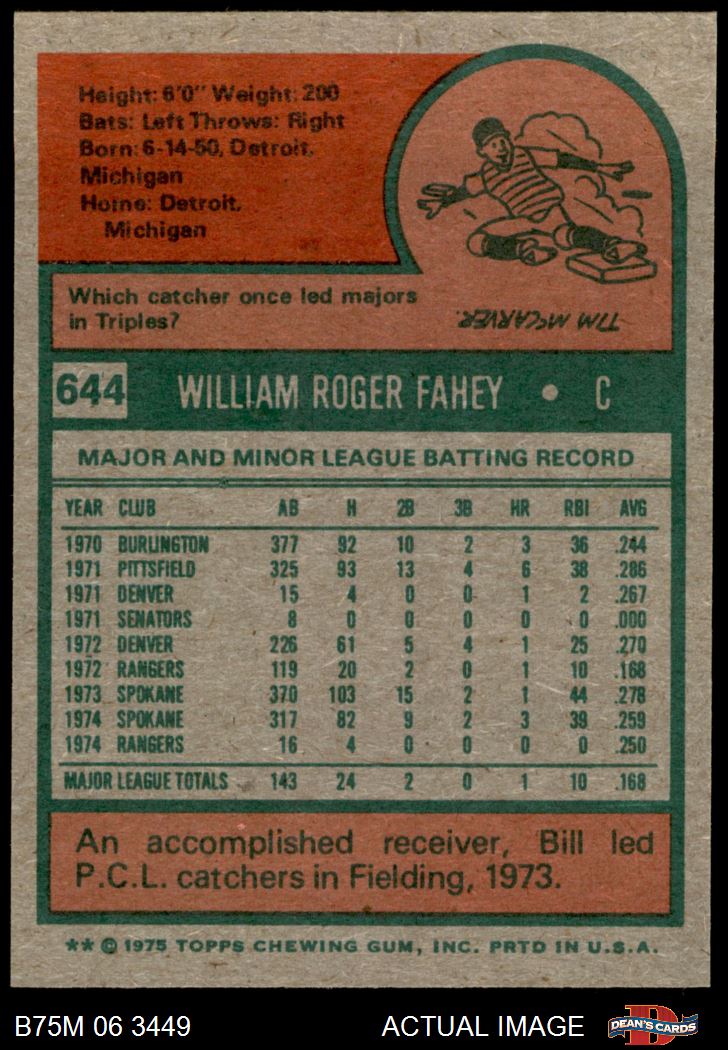 Height: 6'0" Weight: 200
Bats: Left Throws: Right
Born: 6-14-50, Detroit,
Michigan
Home: Detroit,
Michigan
Which catcher once led majors
in Triples?
TIM McCARVER.
644 WILLIAM ROGER FAHEY • C
MAJOR AND MINOR LEAGUE BATTING RECORD
YEAR CLUB AB H 2B 3B HR RBI AVG
1970 BURLINGTON 377 92 10 2 3 36 .244
1971 PITTSFIELD 325 93 13 4 6 38 .286
1971 DENVER 15 4 0 0 1 2 .267
1971 SENATORS 8 0 0 0 0 0 .000
1972 DENVER 226 61 5 4 1 25 .270
1972 RANGERS 119 20 2 0 1 10 .168
1973 SPOKANE 370 103 15 2 1 44 .278
1974 SPOKANE 317 82 9 2 3 39 .259
1974 RANGERS 16 4 0 0 0 0 .250
MAJOR LEAGUE TOTALS 143 24 2 0 1 10 .168
An accomplished receiver, Bill led
P.C.L. catchers in Fielding, 1973.
** © 1975 TOPPS CHEWING GUM, INC. PRTD IN U.S.A.
B75M 06 3449 ACTUAL IMAGE D DEAN'S CARDS